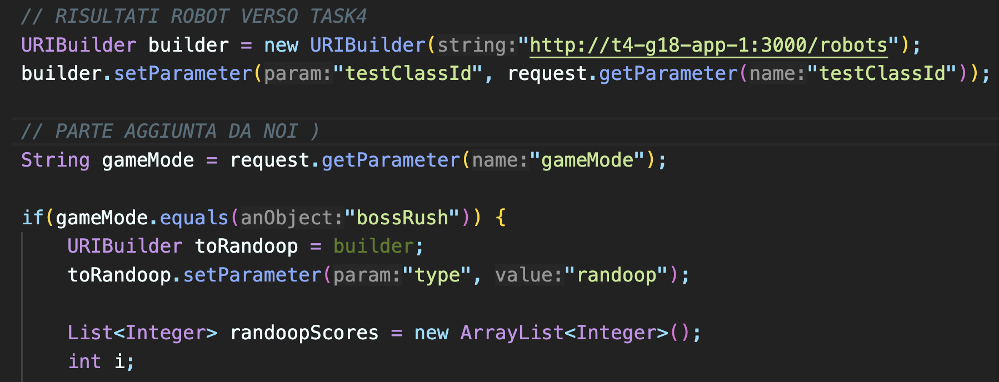 // RISULTATI ROBOT VERSO TASK4
URIBuilder builder = new URIBuilder(string:"http://t4-g18-app-1:3000/robots");
builder.setParameter(param:"testClassId", request.getParameter(name:"testClassId"));
// PARTE AGGIUNTA DA NOI )
String gameMode = request.getParameter(name:"gameMode");
if(gameMode.equals(anObject:"bossRush")) {
URIBuilder toRandoop = builder;
toRandoop.setParameter(param:"type", value:"randoop");
List<Integer> randoopScores = new ArrayList<Integer>();
int i;